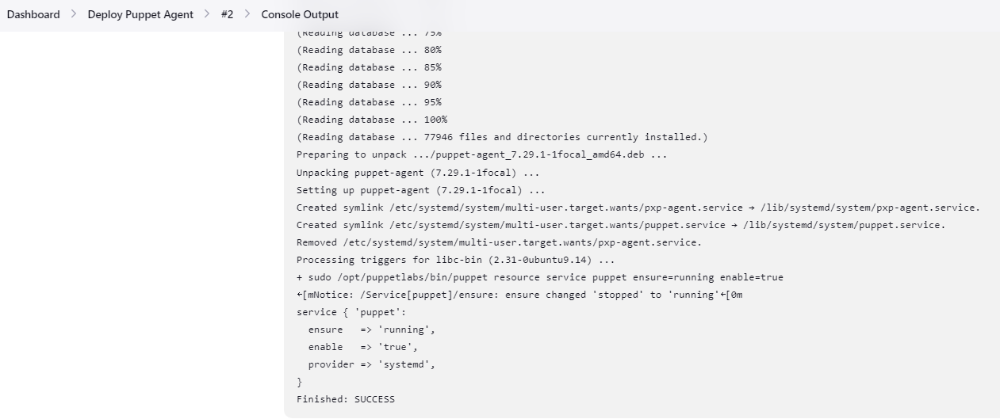 Dashboard > Deploy Puppet Agent > #2 > Console Output
(Reading database ... 75%
(Reading database ... 80%
(Reading database ... 85%
(Reading database ... 90%
(Reading database ... 95%
(Reading database ... 100%
(Reading database ... 77946 files and directories currently installed.)
Preparing to unpack .../puppet-agent_7.29.1-1focal_amd64.deb ...
Unpacking puppet-agent (7.29.1-1focal) ...
Setting up puppet-agent (7.29.1-1focal) ...
Created symlink /etc/systemd/system/multi-user.target.wants/pxp-agent.service → /lib/systemd/system/pxp-agent.service.
Created symlink /etc/systemd/system/multi-user.target.wants/puppet.service → /lib/systemd/system/puppet.service.
Removed /etc/systemd/system/multi-user.target.wants/pxp-agent.service.
Processing triggers for libc-bin (2.31-0ubuntu9.14) ...
+ sudo /opt/puppetlabs/bin/puppet resource service puppet ensure=running enable=true
←[mNotice: /Service[puppet]/ensure: ensure changed 'stopped' to 'running'←[0m
service { 'puppet':
  ensure   => 'running',
  enable   => 'true',
  provider => 'systemd',
}
Finished: SUCCESS